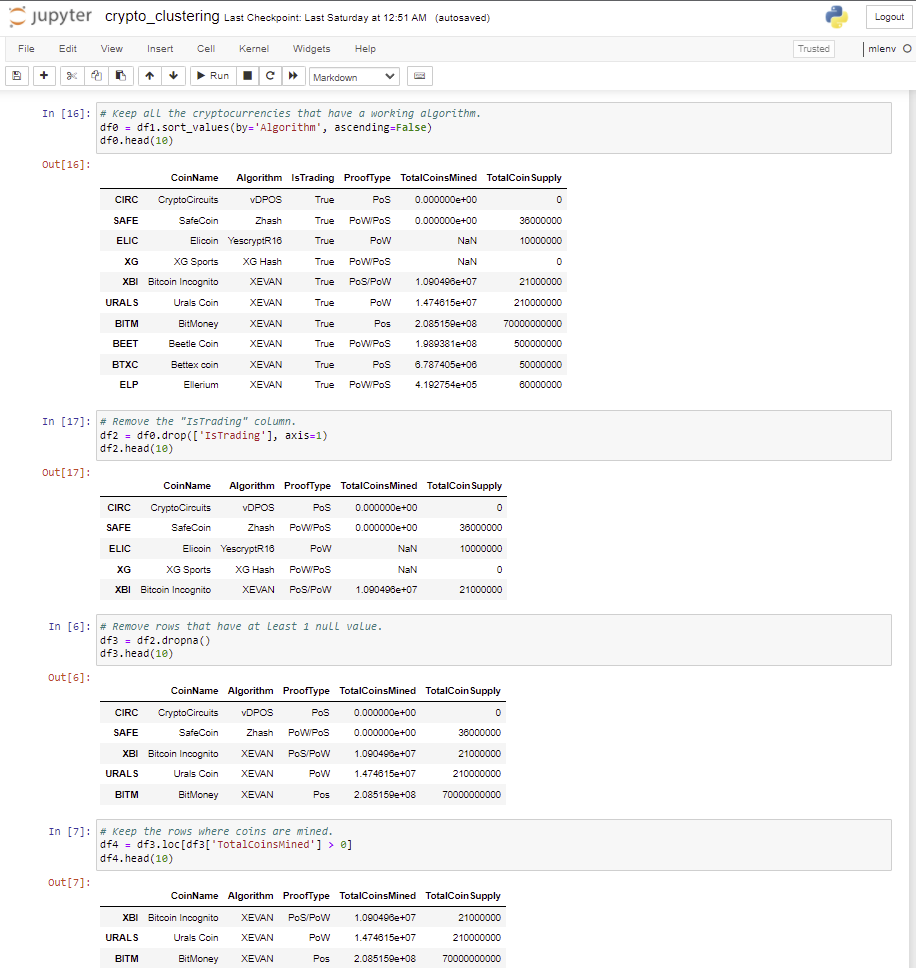 jupyter crypto_clustering Last Checkpoint: Last Saturday at 12:51 AM (autosaved)
Logout
File Edit View Insert Cell Kernel Widgets Help
Trusted
mlenv
Run
Markdown
In [16]: # Keep all the cryptocurrencies that have a working algorithm.
df0 = df1.sort_values(by='Algorithm', ascending=False)
df0.head(10)
Out[16]:
CoinName Algorithm IsTrading ProofType TotalCoinsMined TotalCoinSupply
CIRC CryptoCircuits vDPOS True PoS 0.000000e+00 0
SAFE SafeCoin Zhash True PoW/PoS 0.000000e+00 36000000
ELIC Elicoin YescryptR16 True PoW NaN 10000000
XG XG Sports XG Hash True PoW/PoS NaN 0
XBI Bitcoin Incognito XEVAN True PoS/PoW 1.090496e+07 21000000
URALS Urals Coin XEVAN True PoW 1.474615e+07 210000000
BITM BitMoney XEVAN True Pos 2.085159e+08 70000000000
BEET Beetle Coin XEVAN True PoW/PoS 1.989381e+08 500000000
BTXC Bettex coin XEVAN True PoS 6.787405e+06 50000000
ELP Ellerium XEVAN True PoW/PoS 4.192754e+05 60000000
In [17]: # Remove the "IsTrading" column.
df2 = df0.drop(['IsTrading'], axis=1)
df2.head(10)
Out[17]:
CoinName Algorithm ProofType TotalCoinsMined TotalCoinSupply
CIRC CryptoCircuits vDPOS PoS 0.000000e+00 0
SAFE SafeCoin Zhash PoW/PoS 0.000000e+00 36000000
ELIC Elicoin YescryptR16 PoW NaN 10000000
XG XG Sports XG Hash PoW/PoS NaN 0
XBI Bitcoin Incognito XEVAN PoS/PoW 1.090496e+07 21000000
In [6]: # Remove rows that have at least 1 null value.
df3 = df2.dropna()
df3.head(10)
Out[6]:
CoinName Algorithm ProofType TotalCoinsMined TotalCoinSupply
CIRC CryptoCircuits vDPOS PoS 0.000000e+00 0
SAFE SafeCoin Zhash PoW/PoS 0.000000e+00 36000000
XBI Bitcoin Incognito XEVAN PoS/PoW 1.090496e+07 21000000
URALS Urals Coin XEVAN PoW 1.474615e+07 210000000
BITM BitMoney XEVAN Pos 2.085159e+08 70000000000
In [7]: # Keep the rows where coins are mined.
df4 = df3.loc[df3['TotalCoinsMined'] > 0]
df4.head(10)
Out[7]:
CoinName Algorithm ProofType TotalCoinsMined TotalCoinSupply
XBI Bitcoin Incognito XEVAN PoS/PoW 1.090496e+07 21000000
URALS Urals Coin XEVAN PoW 1.474615e+07 210000000
BITM BitMoney XEVAN Pos 2.085159e+08 70000000000